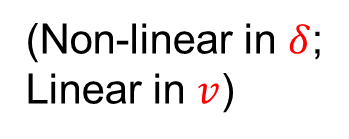 (Non-linear in 𝛿;
Linear in 𝑣)